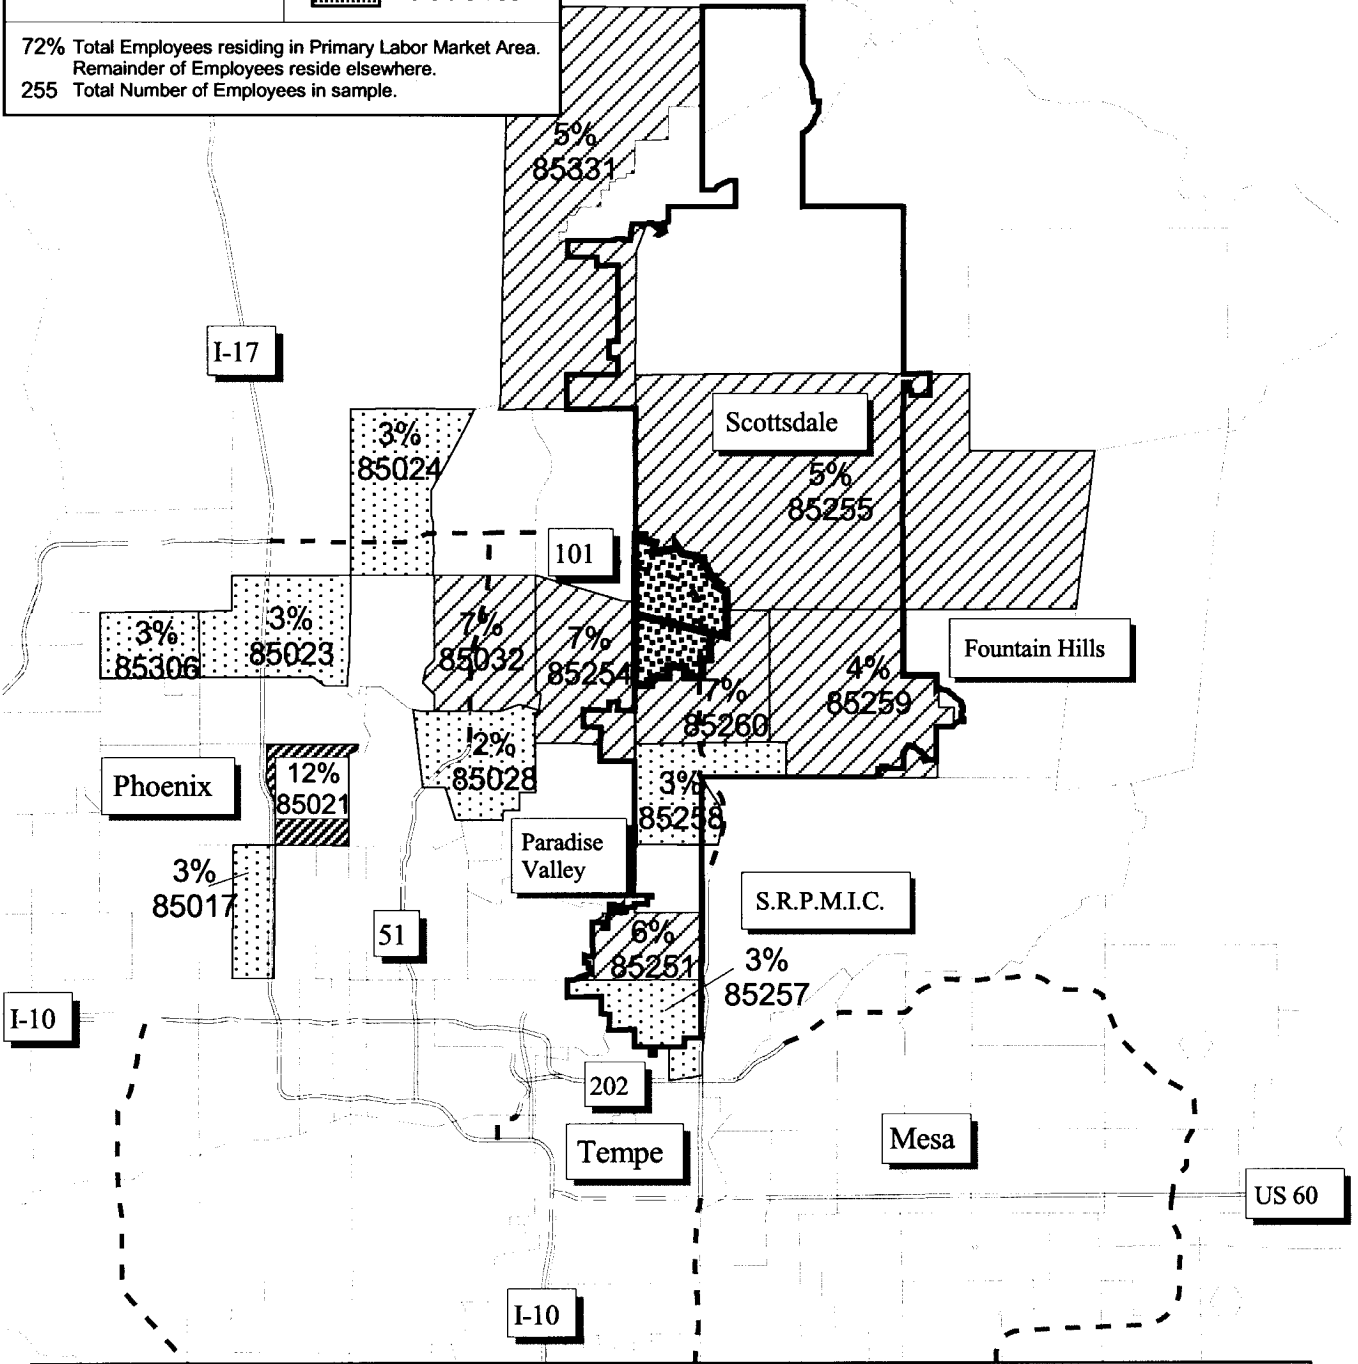 72% Total Employees residing in Primary Labor Market Area.
Remainder of Employees reside elsewhere.
255 Total Number of Employees in sample.
5%
85331
I-17
Scottsdale
3%
85024
5%
85255
101
3%
85306
3%
85023
7%
85032
7%
85254
Fountain Hills
4%
85259
7%
85260
2%
85028
Phoenix
12%
85021
3%
85258
Paradise
Valley
3%
85017
S.R.P.M.I.C.
51
6%
85251
3%
85257
I-10
202
Tempe
Mesa
US 60
I-10